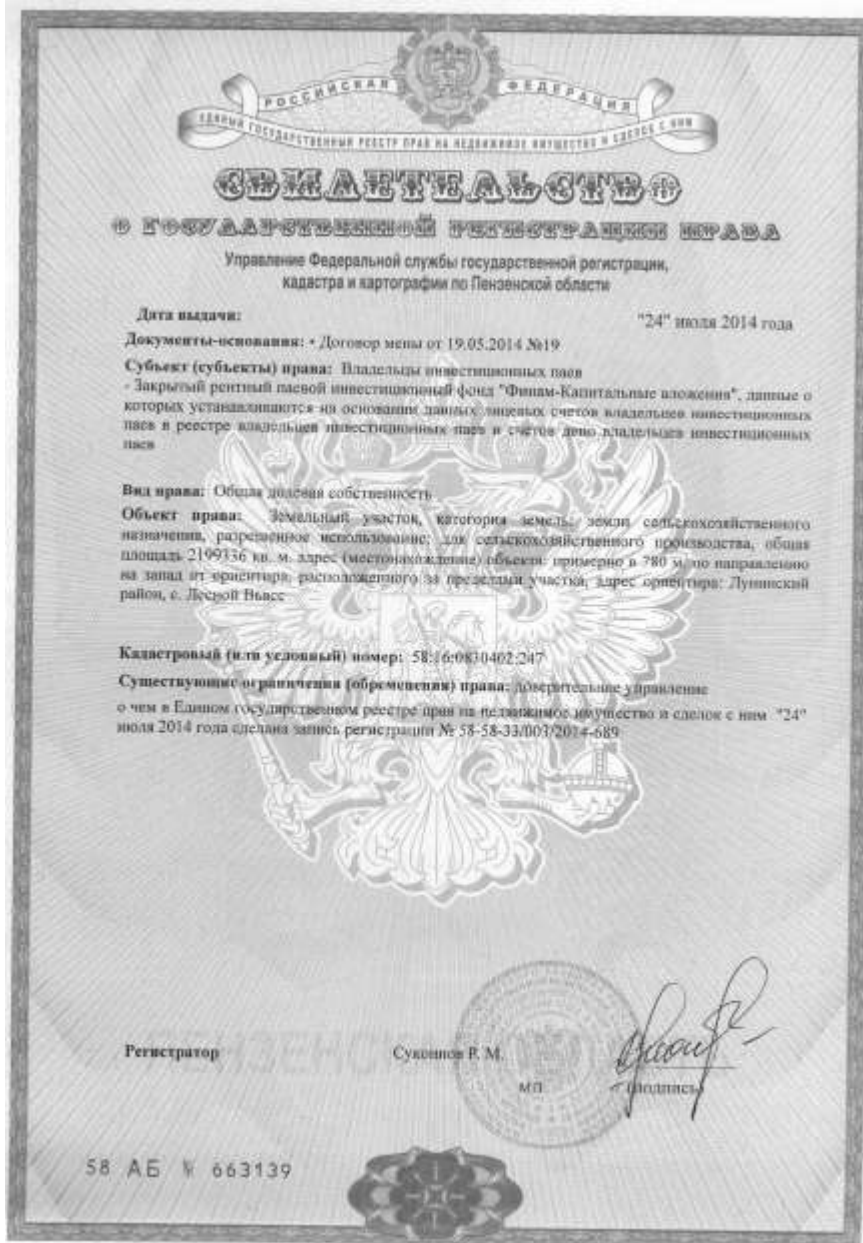 РОССИЙСКАЯ ФЕДЕРАЦИЯ
ЕДИНЫЙ ГОСУДАРСТВЕННЫЙ РЕЕСТР ПРАВ НА НЕДВИЖИМОЕ ИМУЩЕСТВО И СДЕЛОК С НИМ
СВИДЕТЕЛЬСТВО
О ГОСУДАРСТВЕННОЙ РЕГИСТРАЦИИ ПРАВА
Управление Федеральной службы государственной регистрации,
кадастра и картографии по Пензенской области
Дата выдачи: "24" июля 2014 года
Документы-основания: • Договор мены от 19.05.2014 №19
Субъект (субъекты) права: Владельцы инвестиционных паев
- Закрытый рентный паевой инвестиционный фонд "Финам-Капитальные вложения", данные о
которых устанавливаются на основании данных лицевых счетов владельцев инвестиционных
паев в реестре владельцев инвестиционных паев и счетов депо владельцев инвестиционных
паев
Вид права: Общая долевая собственность
Объект права: Земельный участок, категория земель: земли сельскохозяйственного
назначения, разрешенное использование: для сельскохозяйственного производства, общая
площадь 2199336 кв. м, адрес (местонахождение) объекта: примерно в 780 м, по направлению
на запад от ориентира, расположенного за пределами участка, адрес ориентира: Лунинский
район, с. Лесной Вьясс
Кадастровый (или условный) номер: 58:16:0830402:247
Существующие ограничения (обременения) права: доверительное управление
о чем в Едином государственном реестре прав на недвижимое имущество и сделок с ним "24"
июля 2014 года сделана запись регистрации № 58-58-33/003/2014-689
Регистратор Суконнов Р. М.
М.П. (подпись)
58 АБ № 663139